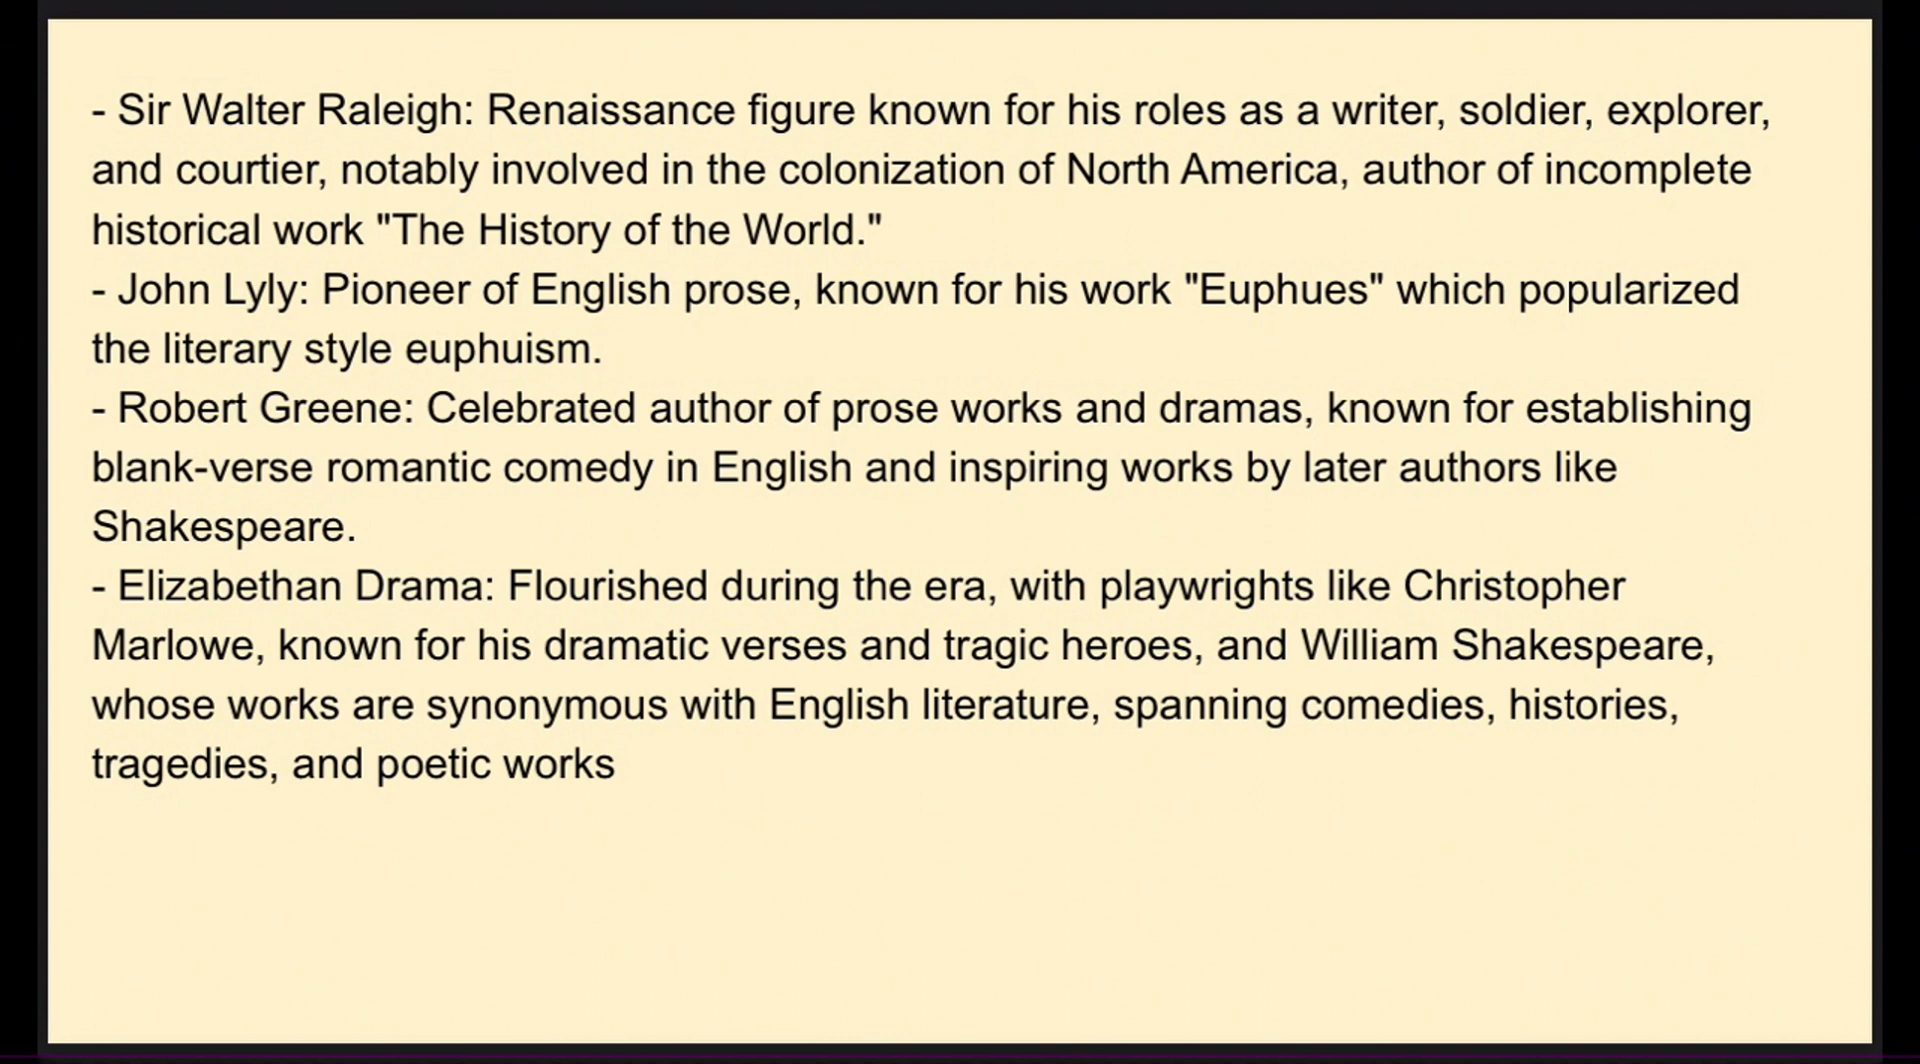 - Sir Walter Raleigh: Renaissance figure known for his roles as a writer, soldier, explorer,
and courtier, notably involved in the colonization of North America, author of incomplete
historical work "The History of the World."
- John Lyly: Pioneer of English prose, known for his work "Euphues" which popularized
the literary style euphuism.
- Robert Greene: Celebrated author of prose works and dramas, known for establishing
blank-verse romantic comedy in English and inspiring works by later authors like
Shakespeare.
- Elizabethan Drama: Flourished during the era, with playwrights like Christopher
Marlowe, known for his dramatic verses and tragic heroes, and William Shakespeare,
whose works are synonymous with English literature, spanning comedies, histories,
tragedies, and poetic works